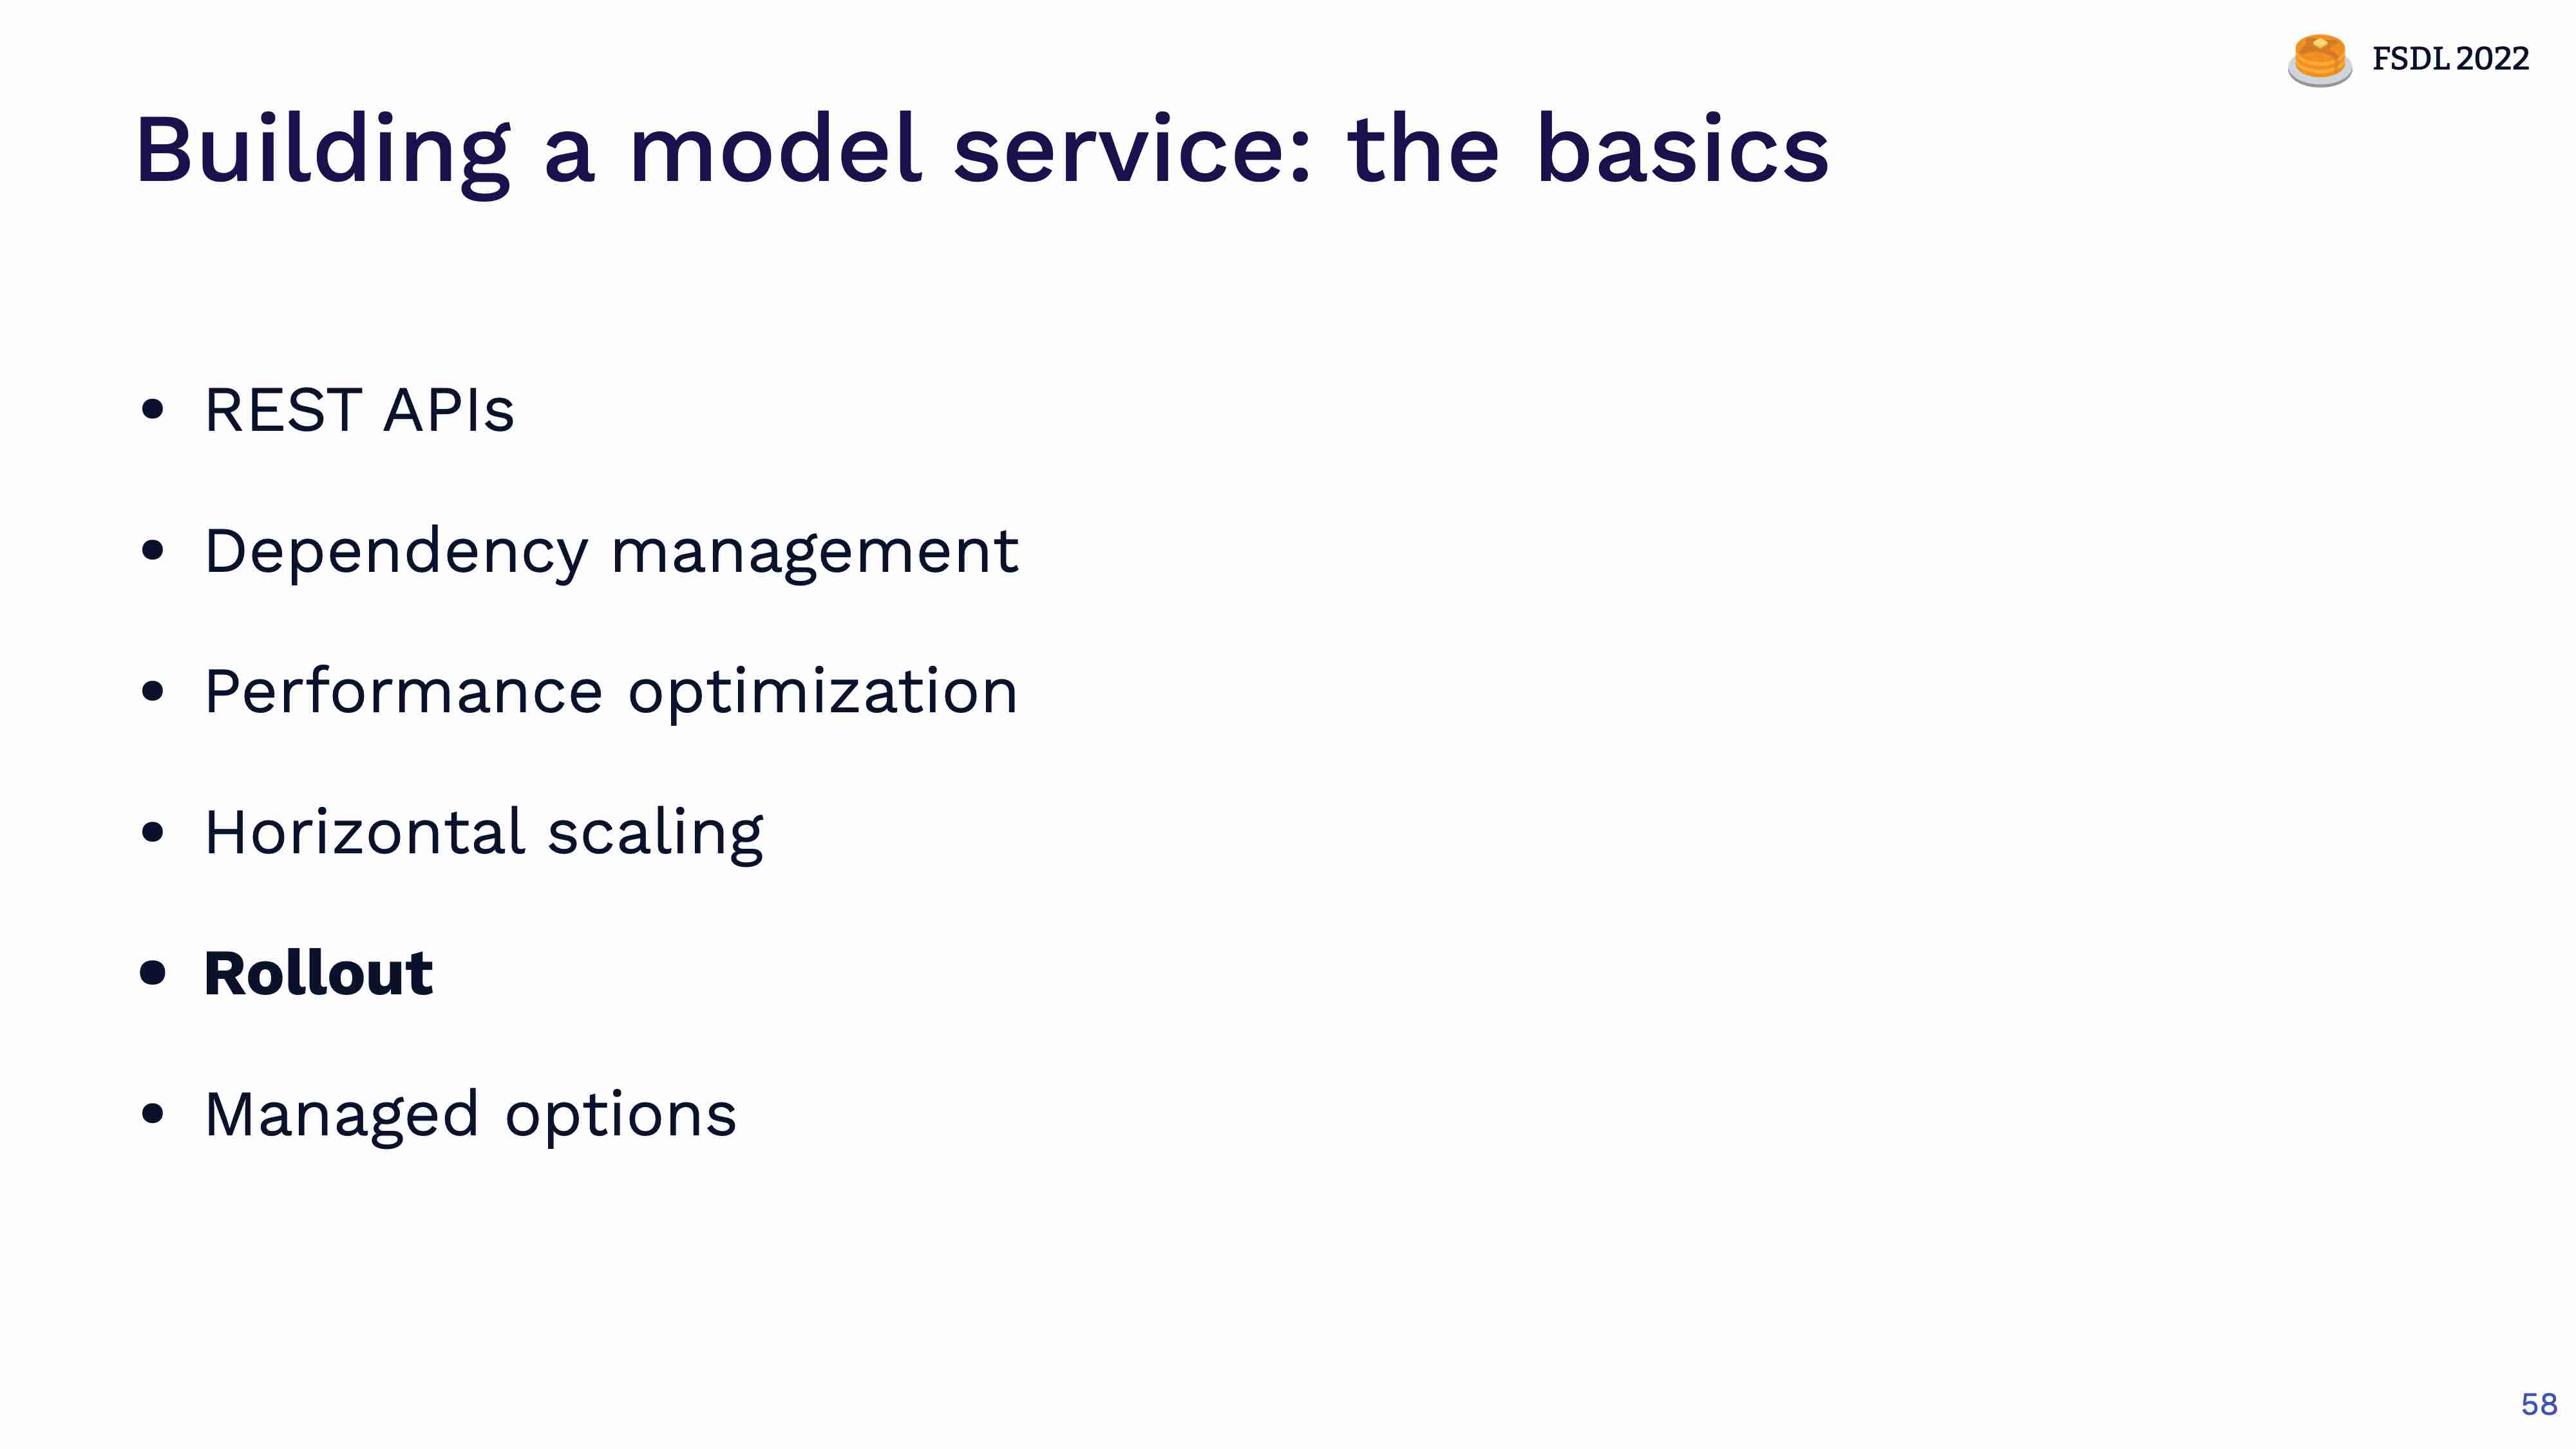 FSDL 2022
Building a model service: the basics
• REST APIs
• Dependency management
• Performance optimization
• Horizontal scaling
• Rollout
• Managed options
58